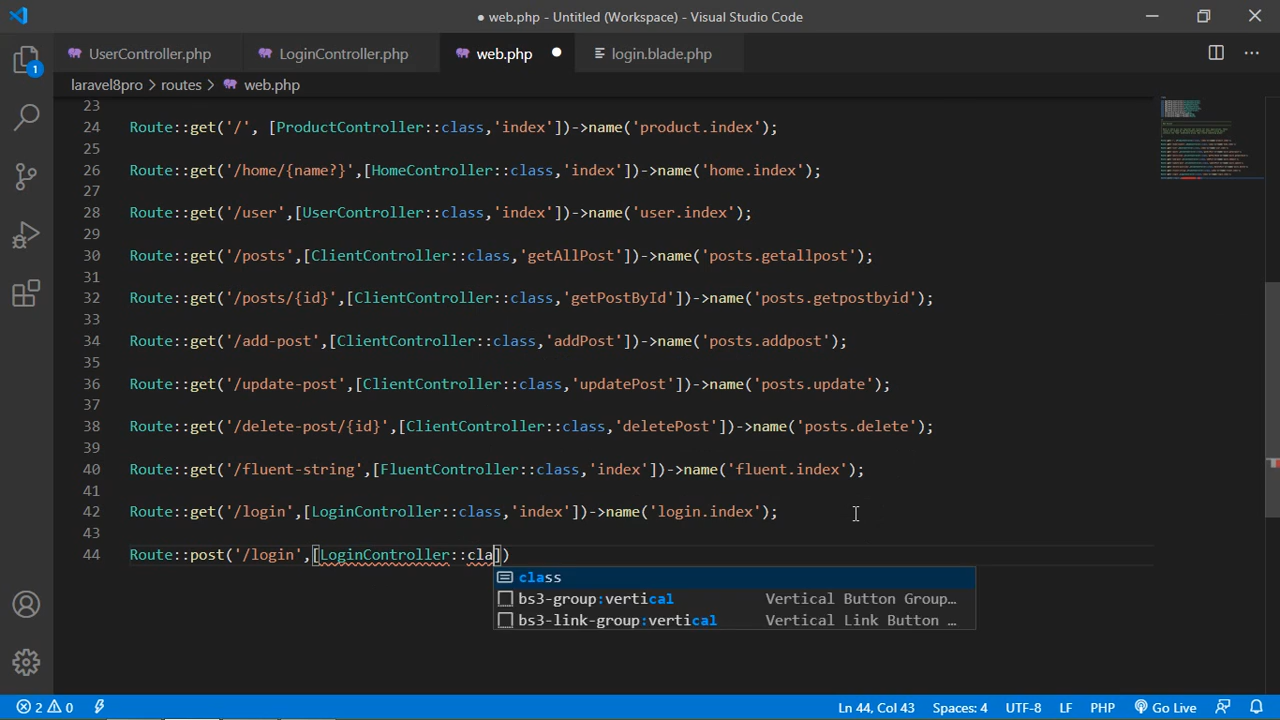 ● web.php - Untitled (Workspace) - Visual Studio Code
UserController.php
LoginController.php
web.php
login.blade.php
laravel8pro > routes > web.php
23
24 Route::get('/', [ProductController::class,'index'])->name('product.index');
25
26 Route::get('/home/{name?}',[HomeController::class,'index'])->name('home.index');
27
28 Route::get('/user',[UserController::class,'index'])->name('user.index');
29
30 Route::get('/posts',[ClientController::class,'getAllPost'])->name('posts.getallpost');
31
32 Route::get('/posts/{id}',[ClientController::class,'getPostById'])->name('posts.getpostbyid');
33
34 Route::get('/add-post',[ClientController::class,'addPost'])->name('posts.addpost');
35
36 Route::get('/update-post',[ClientController::class,'updatePost'])->name('posts.update');
37
38 Route::get('/delete-post/{id}',[ClientController::class,'deletePost'])->name('posts.delete');
39
40 Route::get('/fluent-string',[FluentController::class,'index'])->name('fluent.index');
41
42 Route::get('/login',[LoginController::class,'index'])->name('login.index');
43
44 Route::post('/login',[LoginController::cla])
class
bs3-group:vertical Vertical Button Group…
bs3-link-group:vertical Vertical Link Button …
1
2 0
Ln 44, Col 43
Spaces: 4
UTF-8
LF
PHP
Go Live